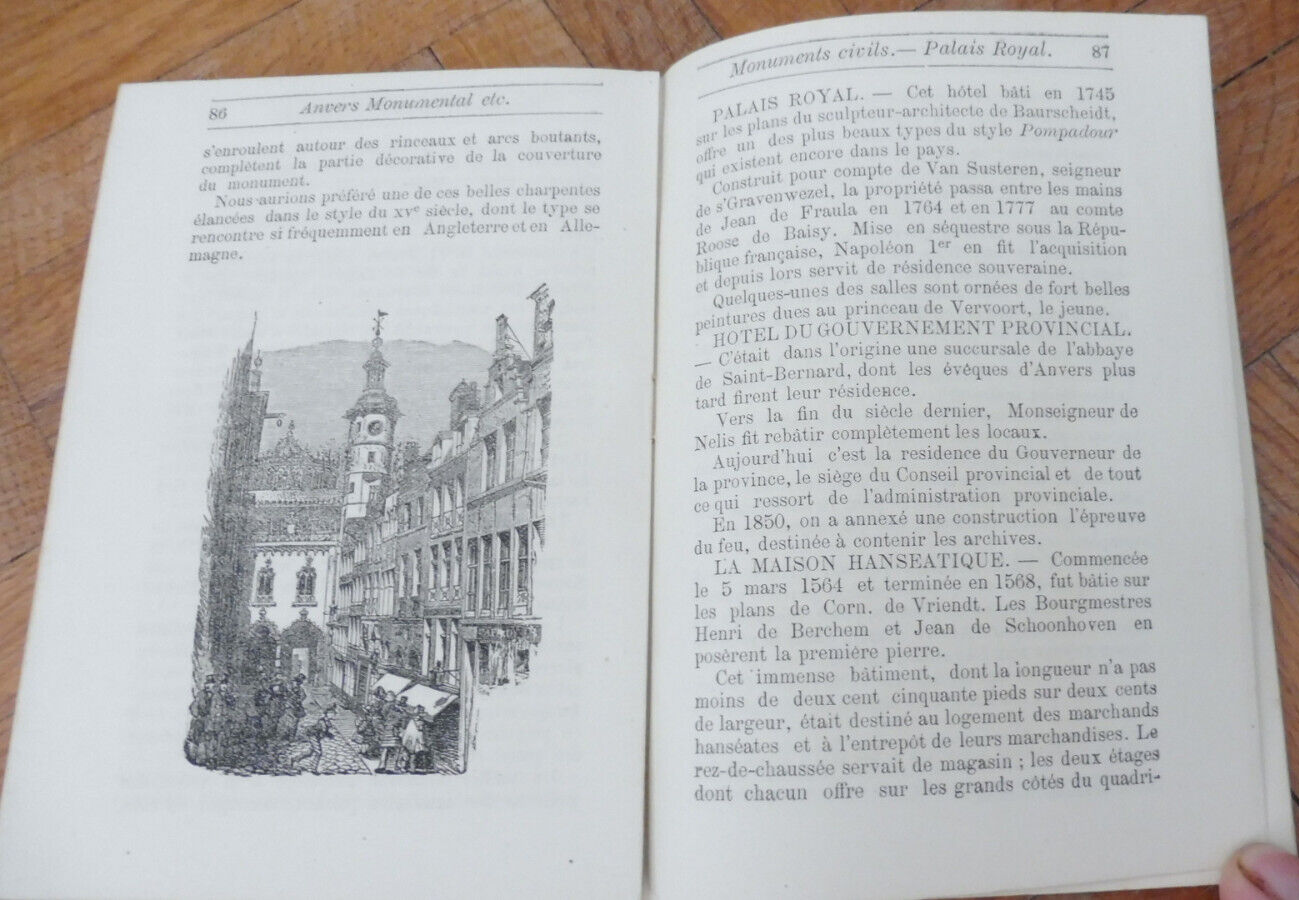 86 Anvers Monumental etc.
s'enroulent autour des rinceaux et arcs boutants,
complètent la partie décorative de la couverture
du monument.
Nous aurions préféré une de ces belles charpentes
élancées dans le style du XVe siècle, dont le type se
rencontre si fréquemment en Angleterre et en Alle-
magne.
Monuments civils.— Palais Royal. 87
PALAIS ROYAL. — Cet hôtel bâti en 1745
sur les plans du sculpteur-architecte de Baurscheidt,
offre un des plus beaux types du style Pompadour
qui existent encore dans le pays.
Construit pour compte de Van Susteren, seigneur
de s'Gravenwezel, la propriété passa entre les mains
de Jean de Fraula en 1764 et en 1777 au comte
Roose de Baisy. Mise en séquestre sous la Répu-
blique française, Napoléon 1er en fit l'acquisition
et depuis lors servit de résidence souveraine.
Quelques-unes des salles sont ornées de fort belles
peintures dues au princeau de Vervoort, le jeune.
HOTEL DU GOUVERNEMENT PROVINCIAL.
— C'était dans l'origine une succursale de l'abbaye
de Saint-Bernard, dont les évêques d'Anvers plus
tard firent leur résidence.
Vers la fin du siècle dernier, Monseigneur de
Nelis fit rebâtir complètement les locaux.
Aujourd'hui c'est la residence du Gouverneur de
la province, le siège du Conseil provincial et de tout
ce qui ressort de l'administration provinciale.
En 1850, on a annexé une construction l'épreuve
du feu, destinée à contenir les archives.
LA MAISON HANSEATIQUE. — Commencée
le 5 mars 1564 et terminée en 1568, fut bâtie sur
les plans de Corn. de Vriendt. Les Bourgmestres
Henri de Berchem et Jean de Schoonhoven en
posèrent la première pierre.
Cet immense bâtiment, dont la longueur n'a pas
moins de deux cent cinquante pieds sur deux cents
de largeur, était destiné au logement des marchands
hanséates et à l'entrepôt de leurs marchandises. Le
rez-de-chaussée servait de magasin ; les deux étages
dont chacun offre sur les grands côtés du quadri-